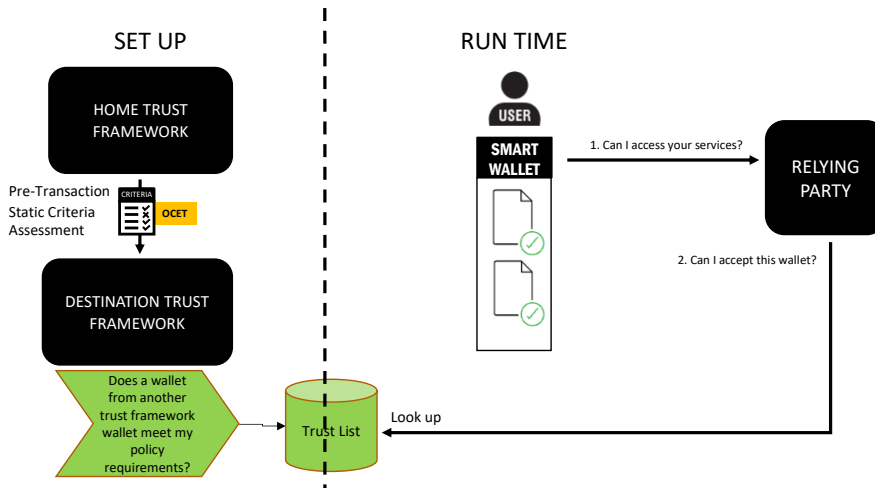 SET UP
RUN TIME
HOME TRUST
FRAMEWORK
Pre-Transaction
Static Criteria
Assessment
CRITERIA
OCET
DESTINATION TRUST
FRAMEWORK
Does a wallet
from another
trust framework
wallet meet my
policy
requirements?
Trust List
USER
SMART
WALLET
1. Can I access your services?
RELYING
PARTY
2. Can I accept this wallet?
Look up